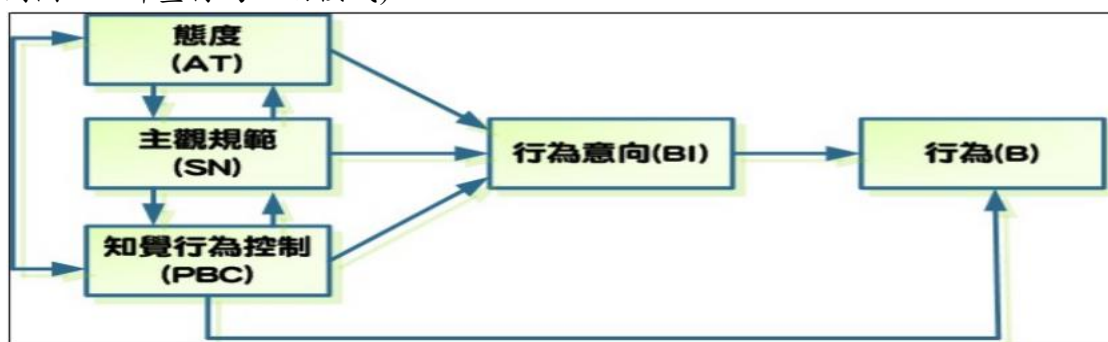 態度
(AT)
主觀規範
(SN)
行為意向(BI)
行為(B)
知覺行為控制
(PBC)